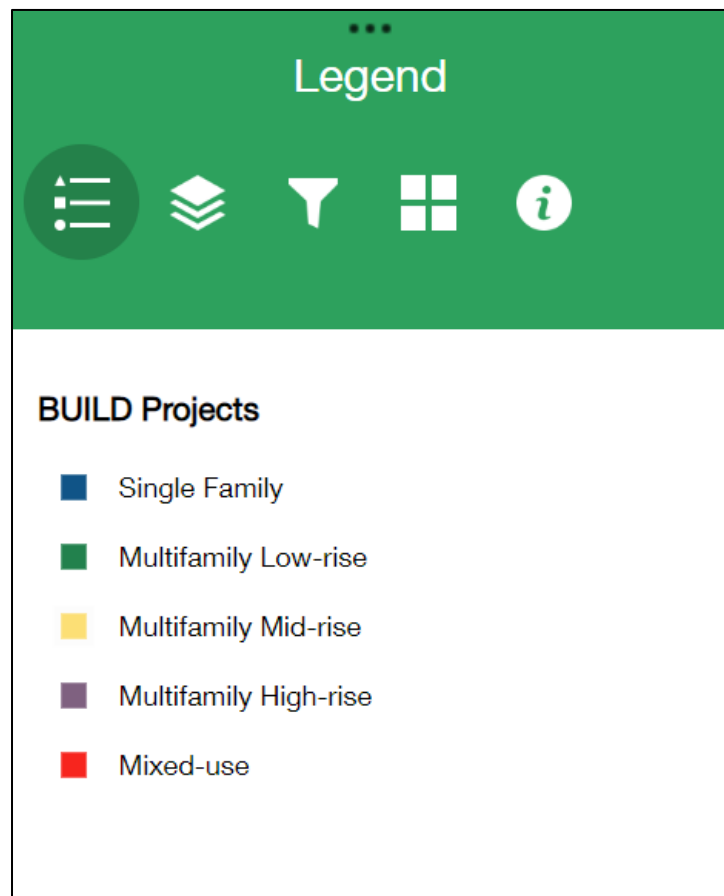 Legend
BUILD Projects
Single Family
Multifamily Low-rise
Multifamily Mid-rise
Multifamily High-rise
Mixed-use